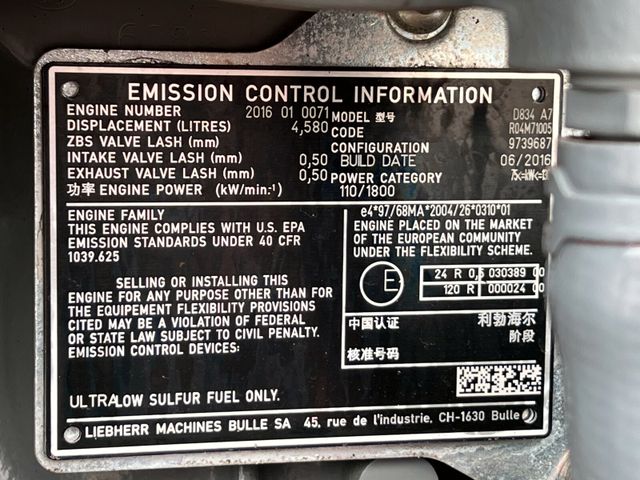 EMISSION CONTROL INFORMATION
ENGINE NUMBER 2016 01 0071 MODEL 型号 D834 A7
DISPLACEMENT (LITRES) 4,580 CODE R04M71005
ZBS VALVE LASH (mm) CONFIGURATION 9739687
INTAKE VALVE LASH (mm) 0,50 BUILD DATE 06/2016
EXHAUST VALVE LASH (mm) 0,50 POWER CATEGORY
功率 ENGINE POWER (kW/min:¹) 110/1800
ENGINE FAMILY
THIS ENGINE COMPLIES WITH U.S. EPA
EMISSION STANDARDS UNDER 40 CFR
1039.625
SELLING OR INSTALLING THIS
ENGINE FOR ANY PURPOSE OTHER THAN FOR
THE EQUIPEMENT FLEXIBILITY PROVISIONS
CITED MAY BE A VIOLATION OF FEDERAL
OR STATE LAW SUBJECT TO CIVIL PENALTY.
EMISSION CONTROL DEVICES:
ULTRALOW SULFUR FUEL ONLY.
e4*97/68MA*2004/26*0310*01
ENGINE PLACED ON THE MARKET
OF THE EUROPEAN COMMUNITY
UNDER THE FLEXIBILITY SCHEME.
E
24 R 030389 00
120 R 000024 00
中国认证 利勃海尔
阶段
核准号码
LIEBHERR MACHINES BULLE SA 45, rue de l'industrie, CH-1630 Bulle